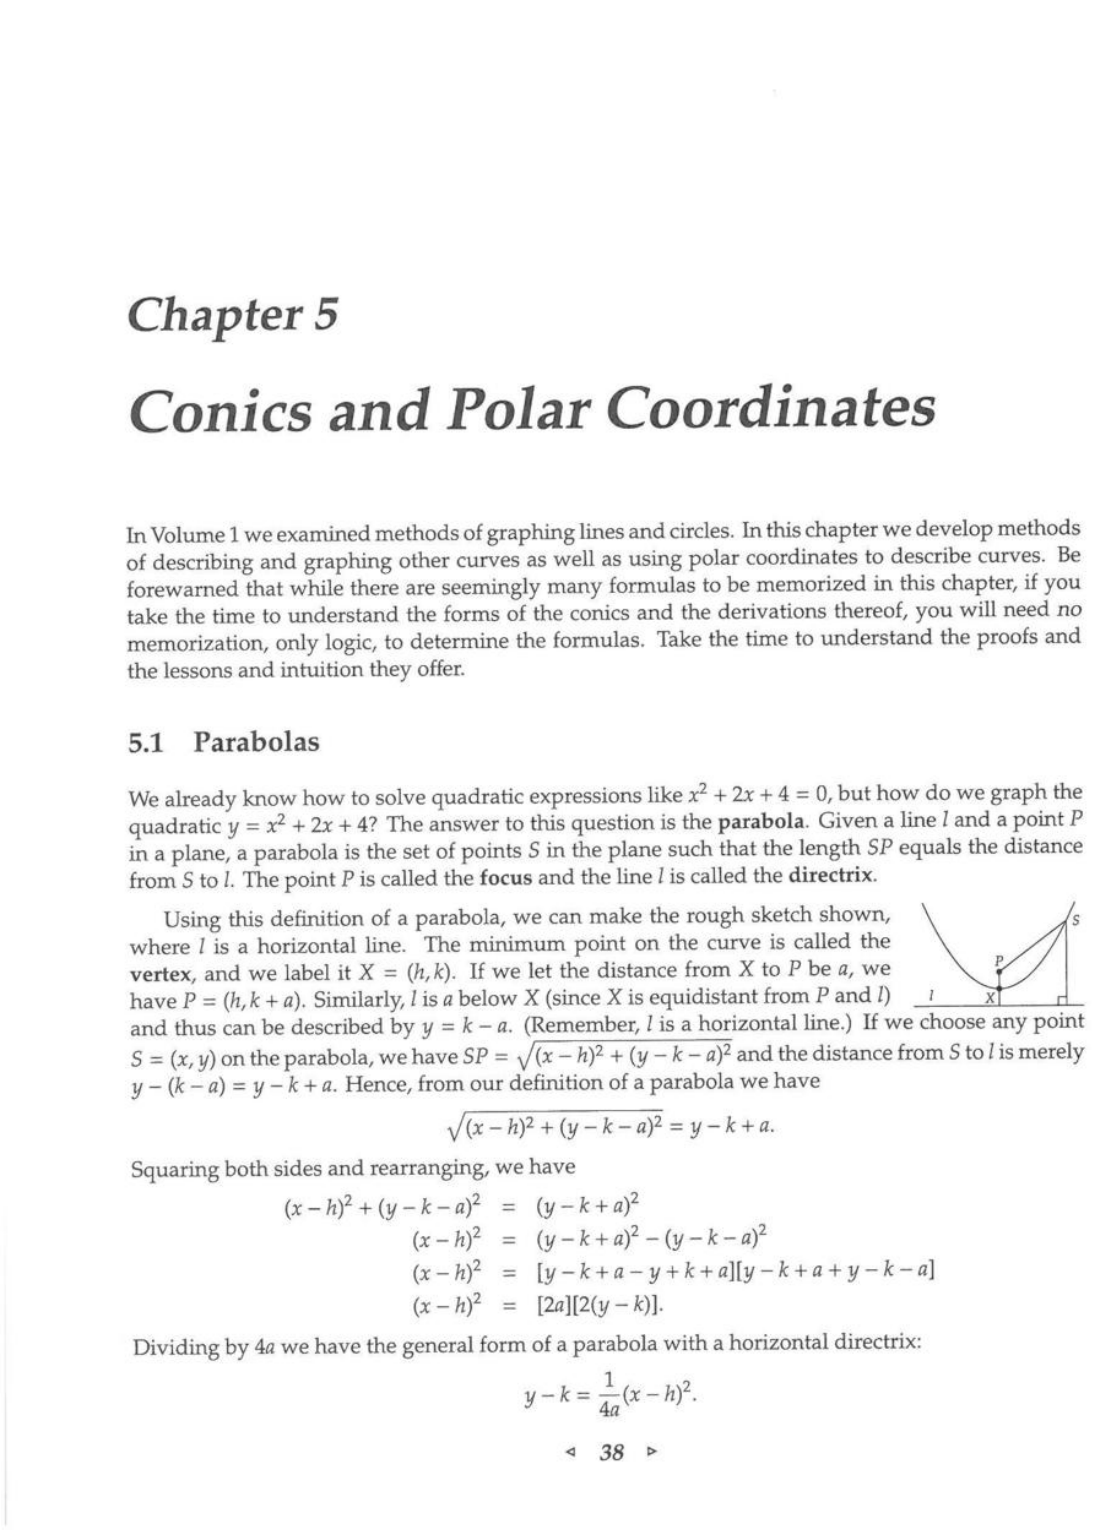 Chapter 5
Conics and Polar Coordinates
In Volume 1 we examined methods of graphing lines and circles. In this chapter we develop methods
of describing and graphing other curves as well as using polar coordinates to describe curves. Be
forewarned that while there are seemingly many formulas to be memorized in this chapter, if you
take the time to understand the forms of the conics and the derivations thereof, you will need no
memorization, only logic, to determine the formulas. Take the time to understand the proofs and
the lessons and intuition they offer.
5.1 Parabolas
We already know how to solve quadratic expressions like x² + 2x + 4 = 0, but how do we graph the
quadratic y = x² + 2x + 4? The answer to this question is the parabola. Given a line l and a point P
in a plane, a parabola is the set of points S in the plane such that the length SP equals the distance
from S to l. The point P is called the focus and the line l is called the directrix.
Using this definition of a parabola, we can make the rough sketch shown,
where l is a horizontal line. The minimum point on the curve is called the
vertex, and we label it X = (h, k). If we let the distance from X to P be a, we
have P = (h, k + a). Similarly, l is a below X (since X is equidistant from P and l)
S
P
l
X
and thus can be described by y = k − a. (Remember, l is a horizontal line.) If we choose any point
S = (x, y) on the parabola, we have SP = √(x − h)² + (y − k − a)² and the distance from S to l is merely
y − (k − a) = y − k + a. Hence, from our definition of a parabola we have
√(x − h)² + (y − k − a)² = y − k + a.
Squaring both sides and rearranging, we have
(x − h)² + (y − k − a)² = (y − k + a)²
(x − h)² = (y − k + a)² − (y − k − a)²
(x − h)² = [y − k + a − y + k + a][y − k + a + y − k − a]
(x − h)² = [2a][2(y − k)].
Dividing by 4a we have the general form of a parabola with a horizontal directrix:
y − k = 1/4a (x − h)².
◃ 38 ▹